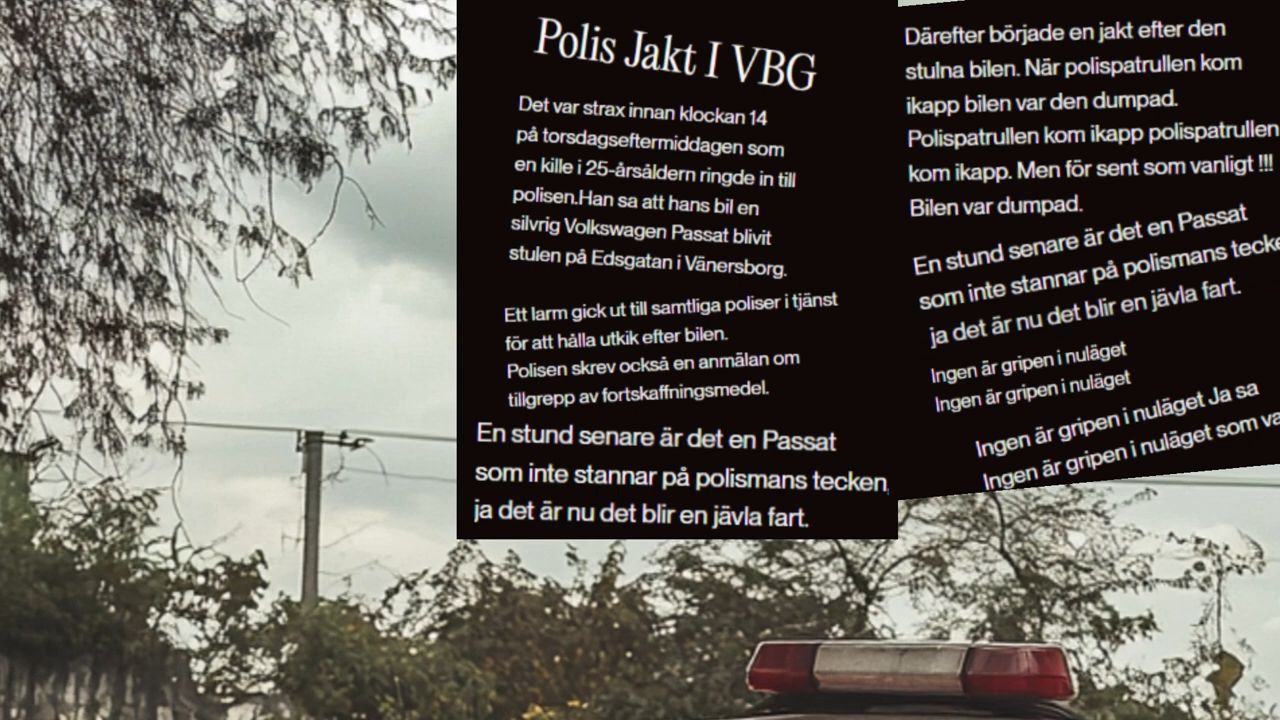 Polis Jakt I VBG
Det var strax innan klockan 14
på torsdagseftermiddagen som
en kille i 25-årsåldern ringde in till
polisen.Han sa att hans bil en
silvrig Volkswagen Passat blivit
stulen på Edsgatan i Vänersborg.
Ett larm gick ut till samtliga poliser i tjänst
för att hålla utkik efter bilen.
Polisen skrev också en anmälan om
tillgrepp av fortskaffningsmedel.
En stund senare är det en Passat
som inte stannar på polismans tecken,
ja det är nu det blir en jävla fart.
Därefter började en jakt efter den
stulna bilen. När polispatrullen kom
ikapp bilen var den dumpad.
Polispatrullen kom ikapp polispatrullen
kom ikapp. Men för sent som vanligt !!!
Bilen var dumpad.
En stund senare är det en Passat
som inte stannar på polismans tecke
ja det är nu det blir en jävla fart.
Ingen är gripen i nuläget
Ingen är gripen i nuläget
Ingen är gripen i nuläget Ja sa
Ingen är gripen i nuläget som va